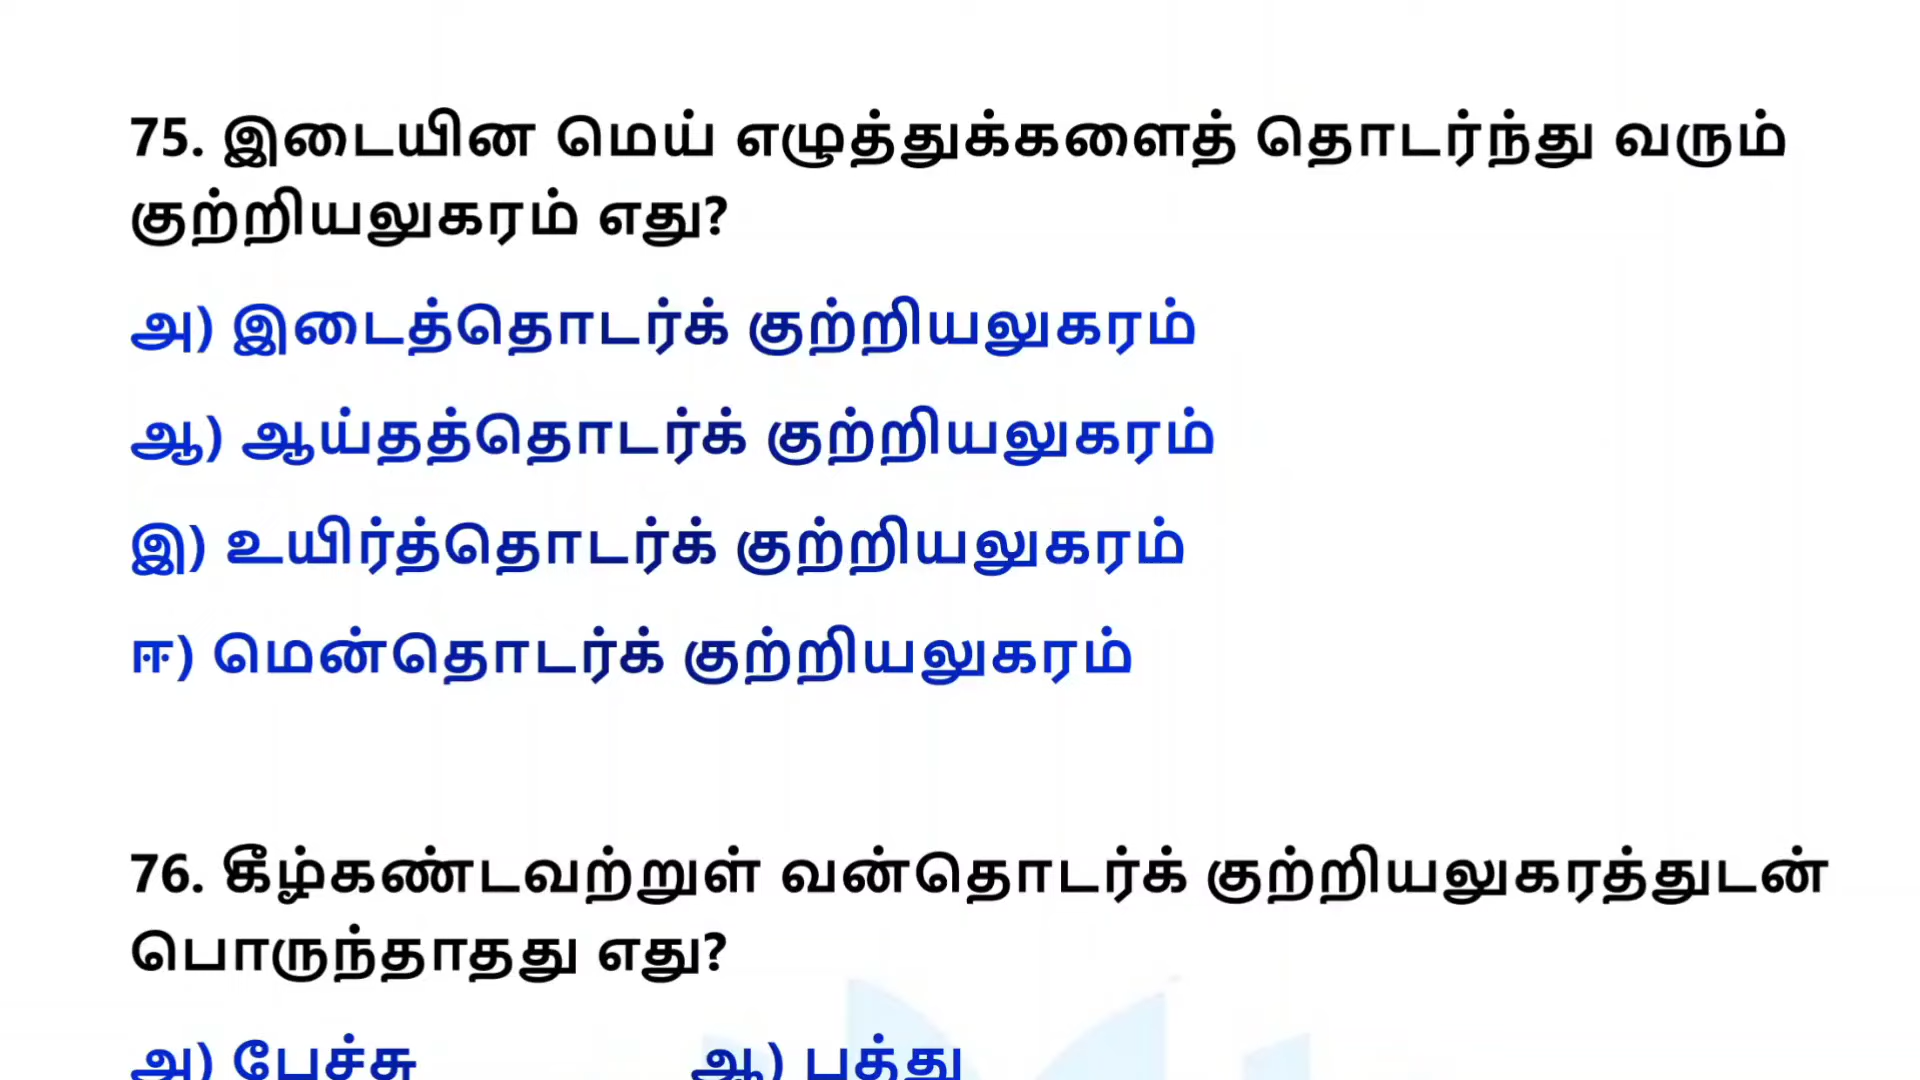 75. இடையின மெய் எழுத்துக்களைத் தொடர்ந்து வரும்
குற்றியலுகரம் எது?
அ) இடைத்தொடர்க் குற்றியலுகரம்
ஆ) ஆய்தத்தொடர்க் குற்றியலுகரம்
இ) உயிர்த்தொடர்க் குற்றியலுகரம்
ஈ) மென்தொடர்க் குற்றியலுகரம்
76. கீழ்கண்டவற்றுள் வன்தொடர்க் குற்றியலுகரத்துடன்
பொருந்தாதது எது?
அ) பேச்சு ஆ) பத்து